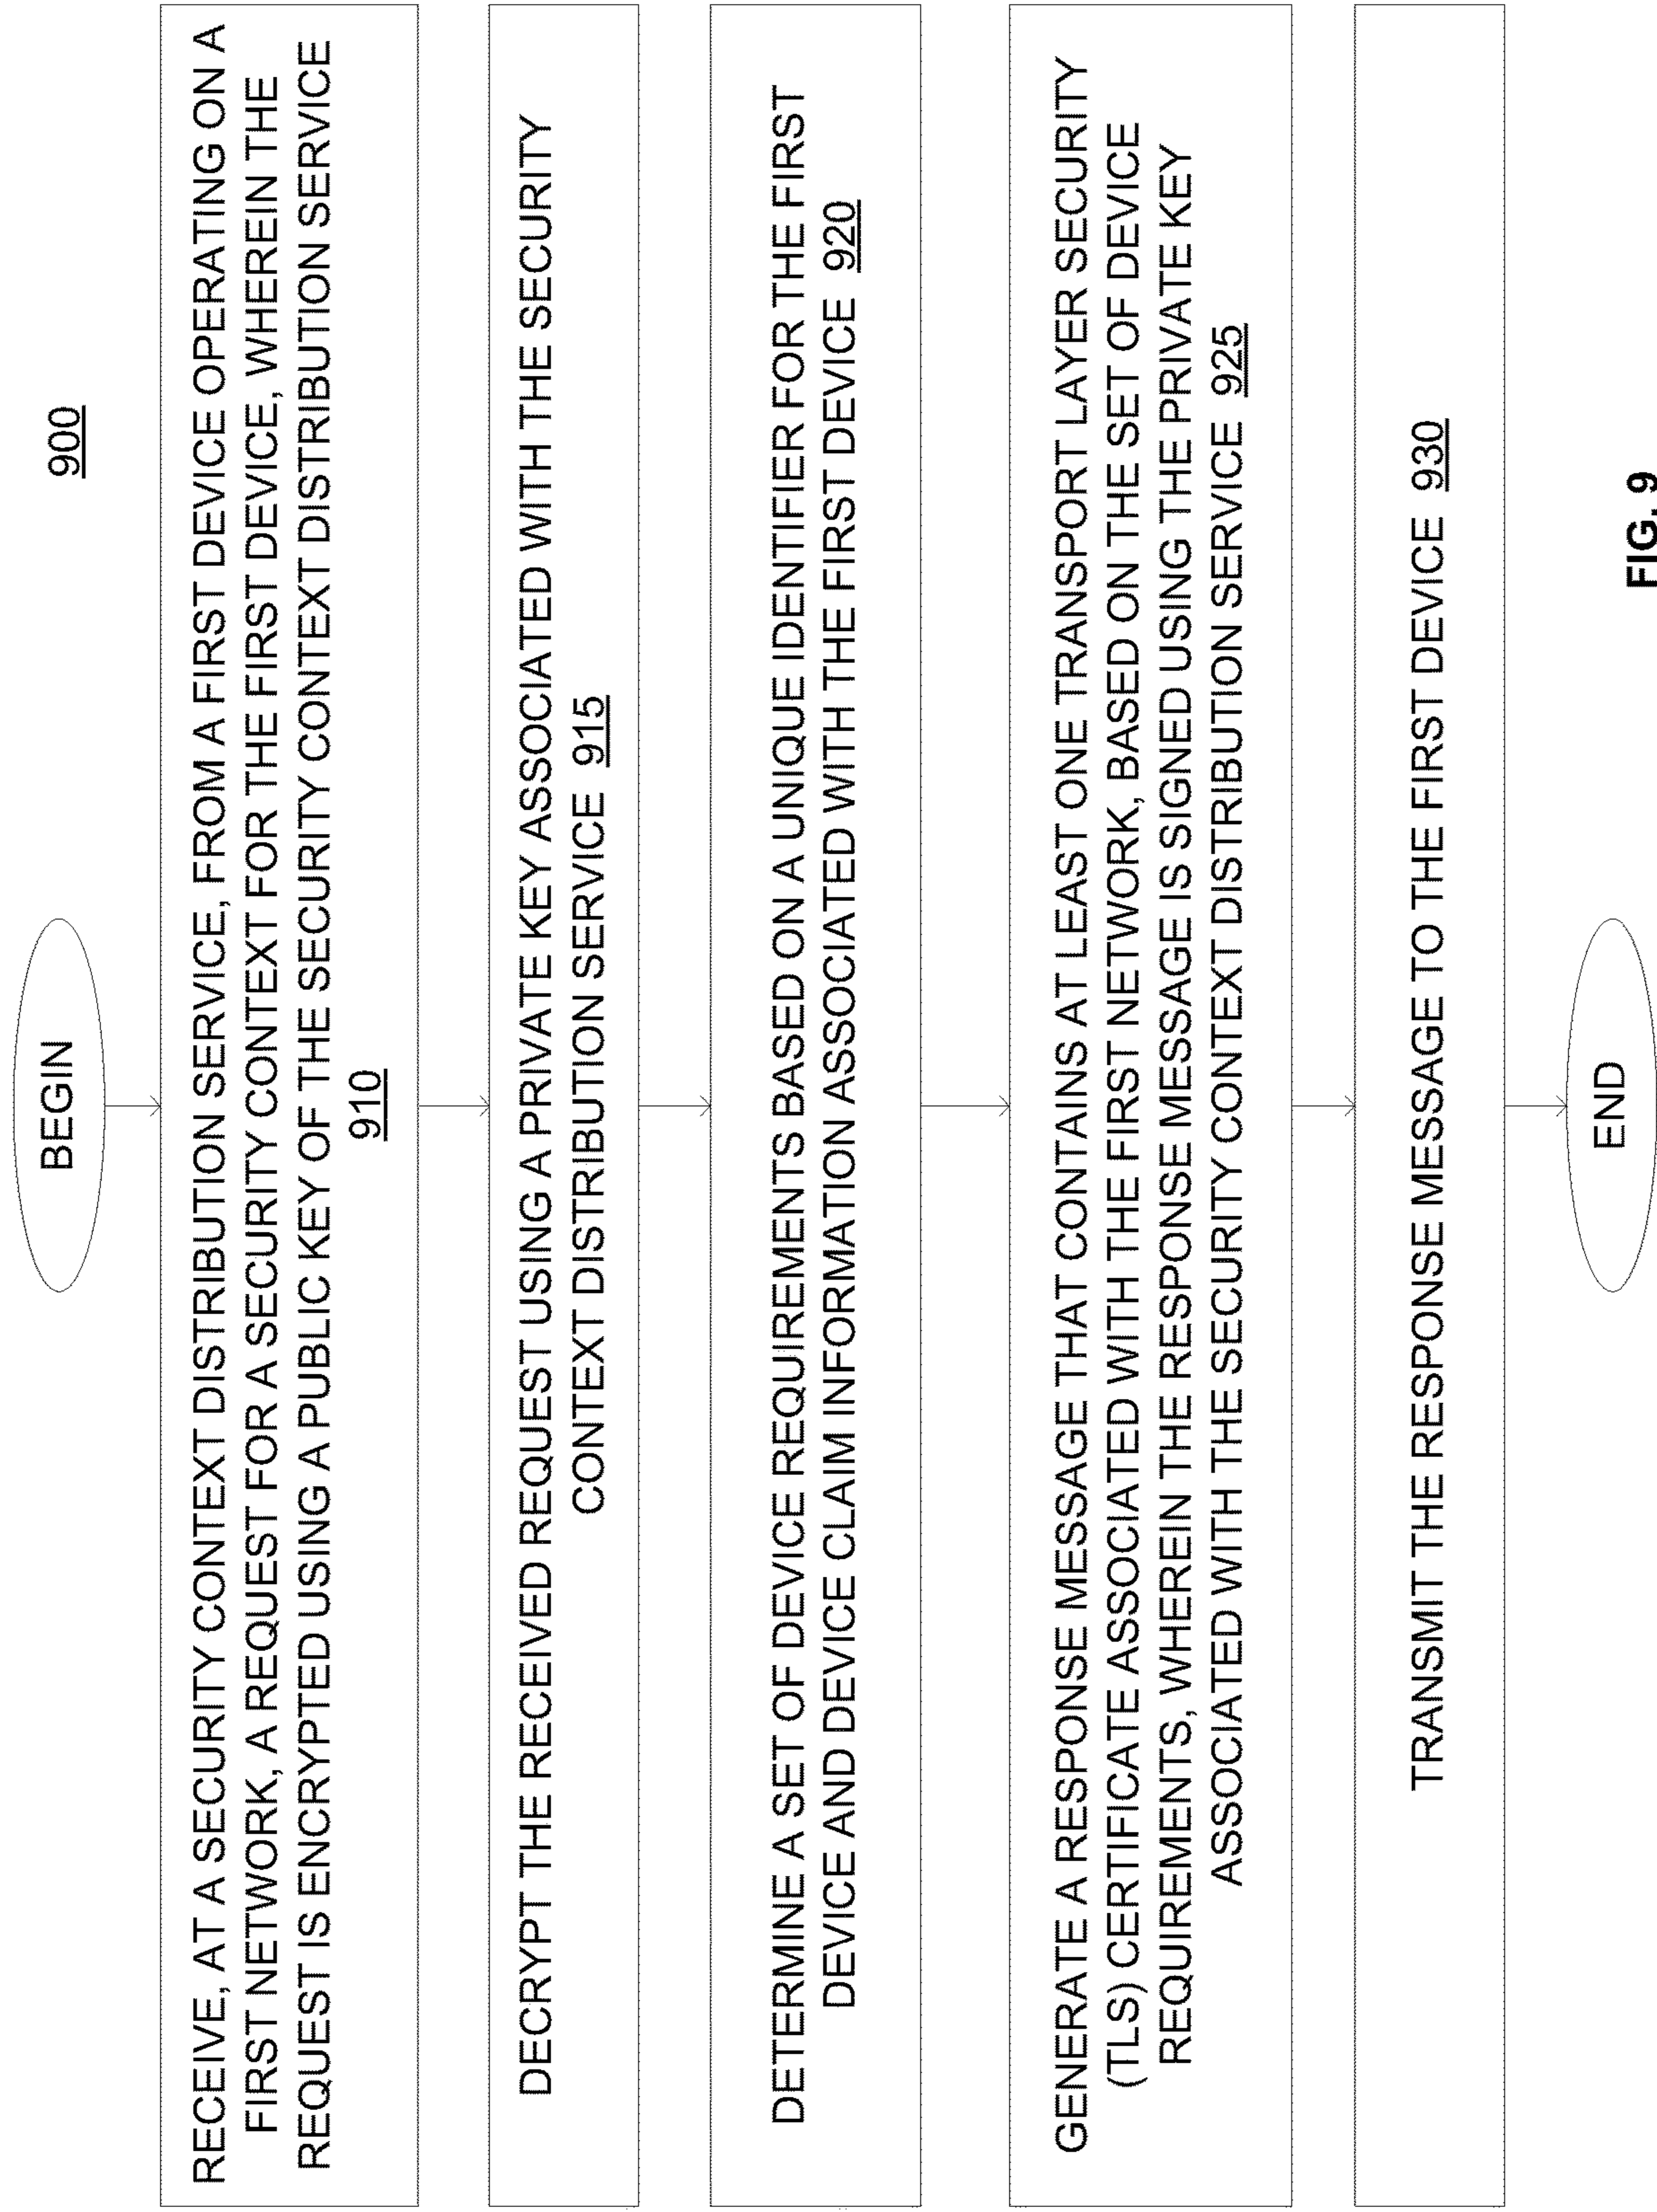 900
BEGIN
RECEIVE, AT A SECURITY CONTEXT DISTRIBUTION SERVICE, FROM A FIRST DEVICE OPERATING ON A
FIRST NETWORK, A REQUEST FOR A SECURITY CONTEXT FOR THE FIRST DEVICE, WHEREIN THE
REQUEST IS ENCRYPTED USING A PUBLIC KEY OF THE SECURITY CONTEXT DISTRIBUTION SERVICE
910
DECRYPT THE RECEIVED REQUEST USING A PRIVATE KEY ASSOCIATED WITH THE SECURITY
CONTEXT DISTRIBUTION SERVICE 915
DETERMINE A SET OF DEVICE REQUIREMENTS BASED ON A UNIQUE IDENTIFIER FOR THE FIRST
DEVICE AND DEVICE CLAIM INFORMATION ASSOCIATED WITH THE FIRST DEVICE 920
GENERATE A RESPONSE MESSAGE THAT CONTAINS AT LEAST ONE TRANSPORT LAYER SECURITY
(TLS) CERTIFICATE ASSOCIATED WITH THE FIRST NETWORK, BASED ON THE SET OF DEVICE
REQUIREMENTS, WHEREIN THE RESPONSE MESSAGE IS SIGNED USING THE PRIVATE KEY
ASSOCIATED WITH THE SECURITY CONTEXT DISTRIBUTION SERVICE 925
TRANSMIT THE RESPONSE MESSAGE TO THE FIRST DEVICE 930
END
FIG. 9